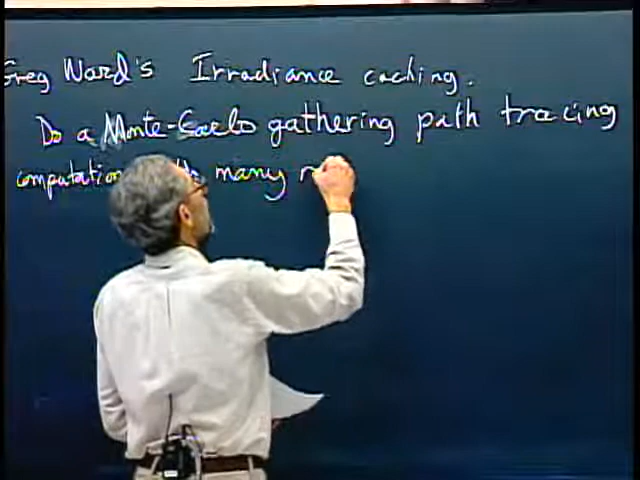 Greg Ward's Irradiance caching.
Do a Monte-Carlo gathering path tracing
computation many